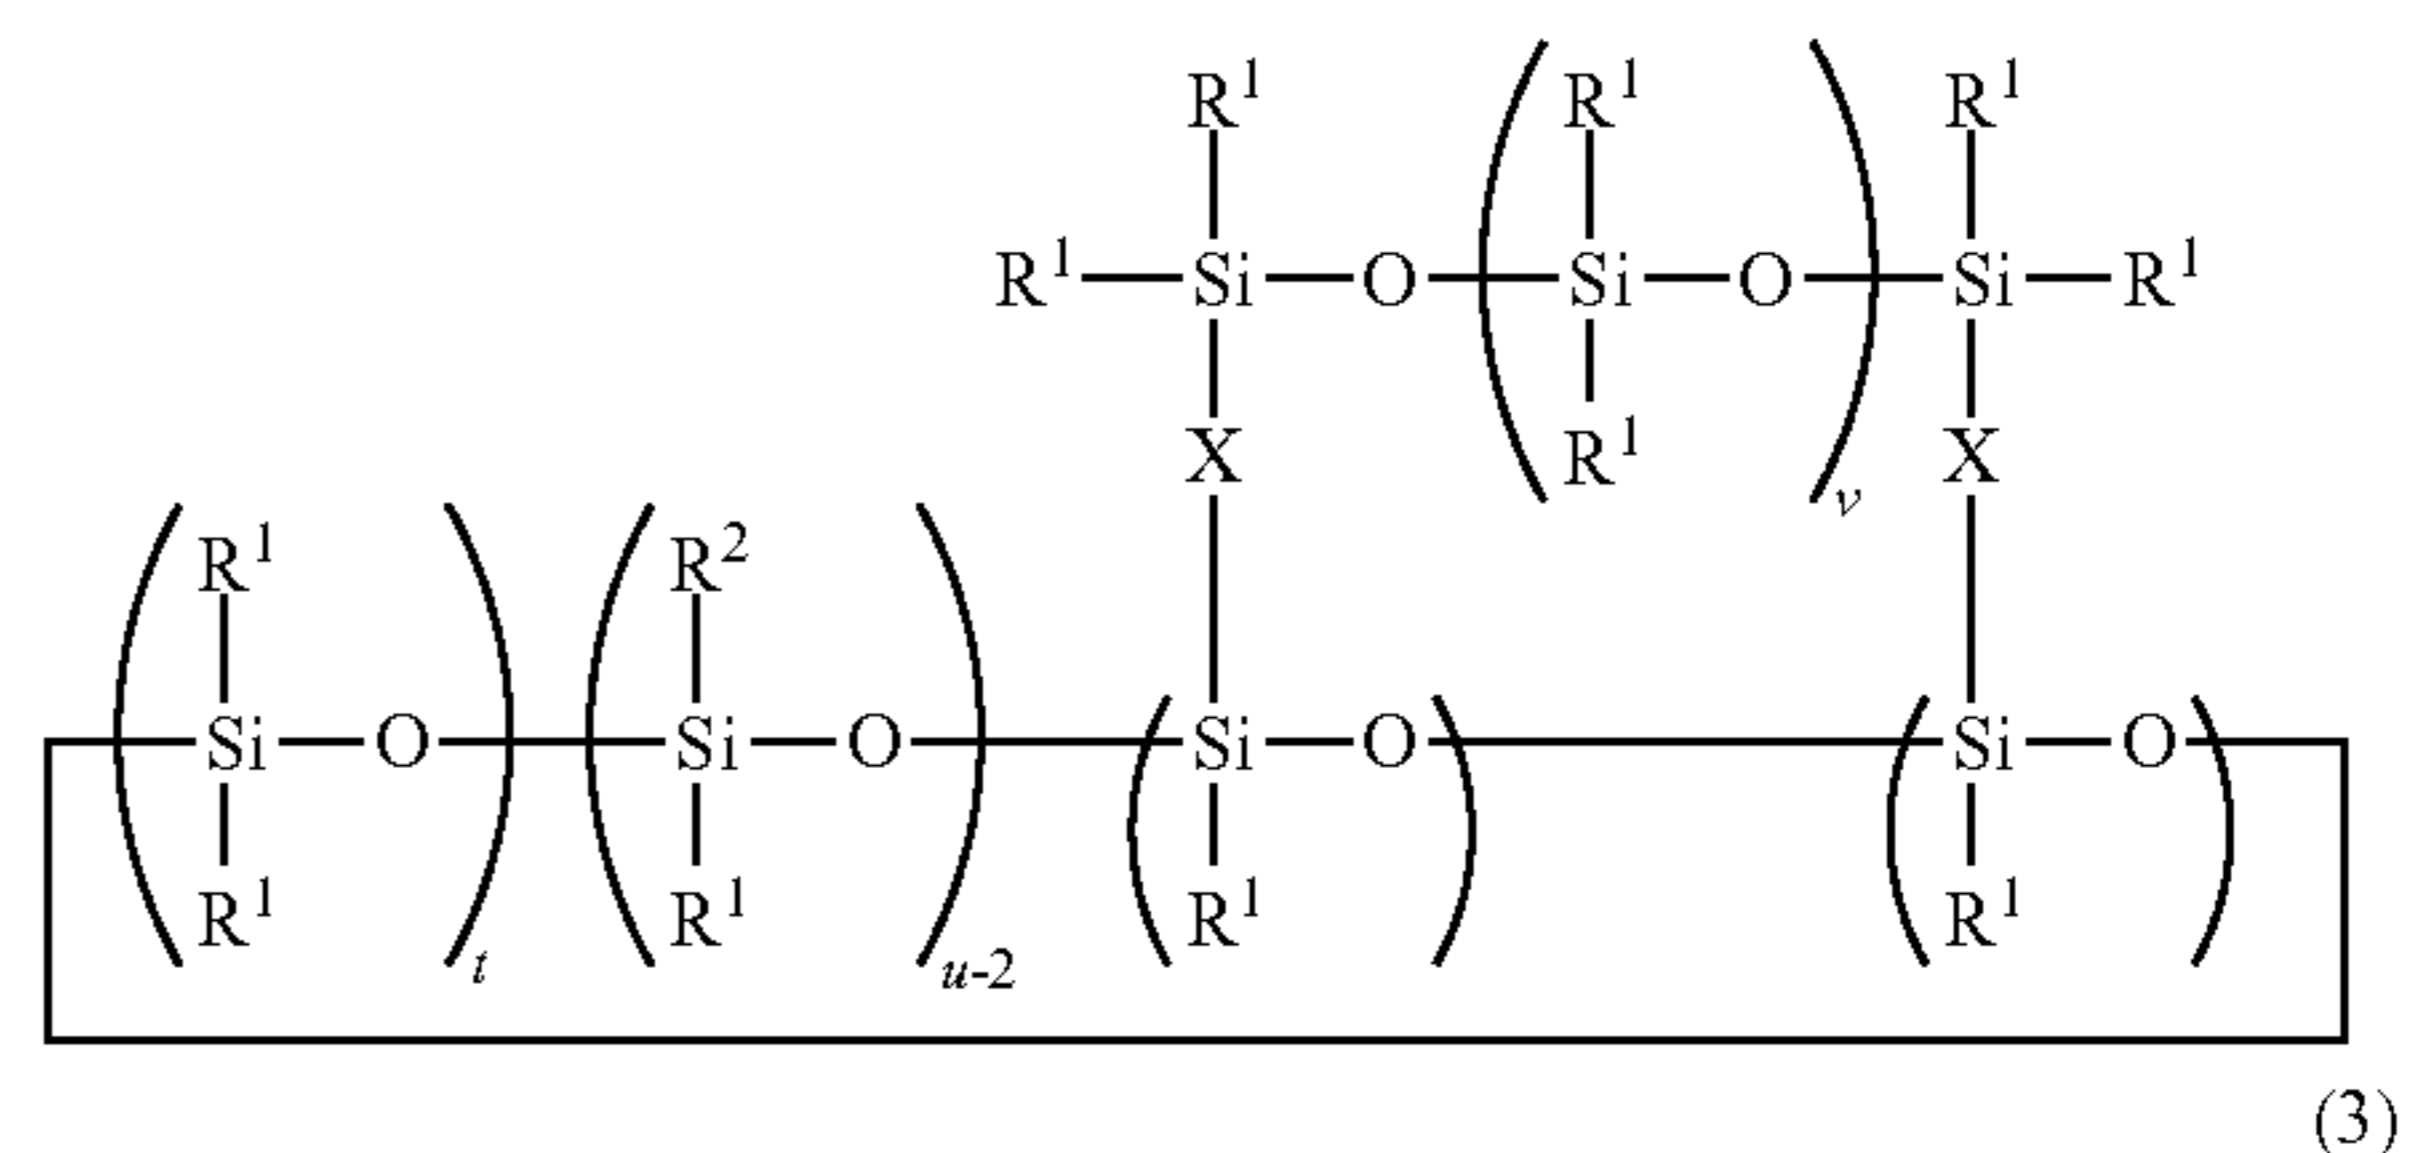 R¹ R¹ R¹
R¹ Si O Si O Si R¹
X R¹ X
v
R¹ R² 
Si O Si O Si O Si O
R¹ R¹ R¹ R¹
t u-2
(3)